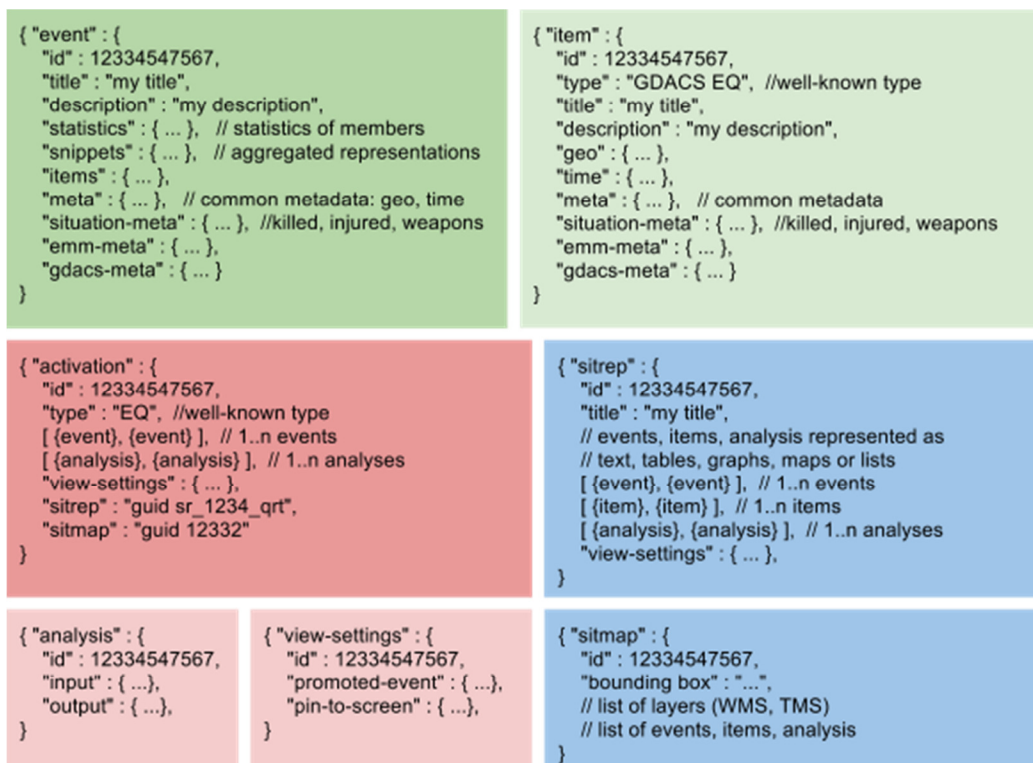 { "event" : {
"id" : 12334547567,
"title" : "my title",
"description" : "my description",
"statistics" : { ... },   // statistics of members
"snippets" : { ... },   // aggregated representations
"items" : { ... },
"meta" : { ... },   // common metadata: geo, time
"situation-meta" : { ... },  //killed, injured, weapons
"emm-meta" : { ... },
"gdacs-meta" : { ... }
}
{ "item" : {
"id" : 12334547567,
"type" : "GDACS EQ",  //well-known type
"title" : "my title",
"description" : "my description",
"geo" : { ... },
"time" : { ... },
"meta" : { ... },   // common metadata
"situation-meta" : { ... },  //killed, injured, weapons
"emm-meta" : { ... },
"gdacs-meta" : { ... }
}
{ "activation" : {
"id" : 12334547567,
"type" : "EQ",  //well-known type
[ {event}, {event} ],  // 1..n events
[ {analysis}, {analysis} ],  // 1..n analyses
"view-settings" : { ... },
"sitrep" : "guid sr_1234_qrt",
"sitmap" : "guid 12332"
}
{ "sitrep" : {
"id" : 12334547567,
"title" : "my title",
// events, items, analysis represented as
// text, tables, graphs, maps or lists
[ {event}, {event} ],  // 1..n events
[ {item}, {item} ],  // 1..n items
[ {analysis}, {analysis} ],  // 1..n analyses
"view-settings" : { ... },
}
{ "analysis" : {
"id" : 12334547567,
"input" : { ...},
"output" : { ...},
}
{ "view-settings" : {
"id" : 12334547567,
"promoted-event" : { ...},
"pin-to-screen" : { ...},
}
{ "sitmap" : {
"id" : 12334547567,
"bounding box" : "...",
// list of layers (WMS, TMS)
// list of events, items, analysis
}